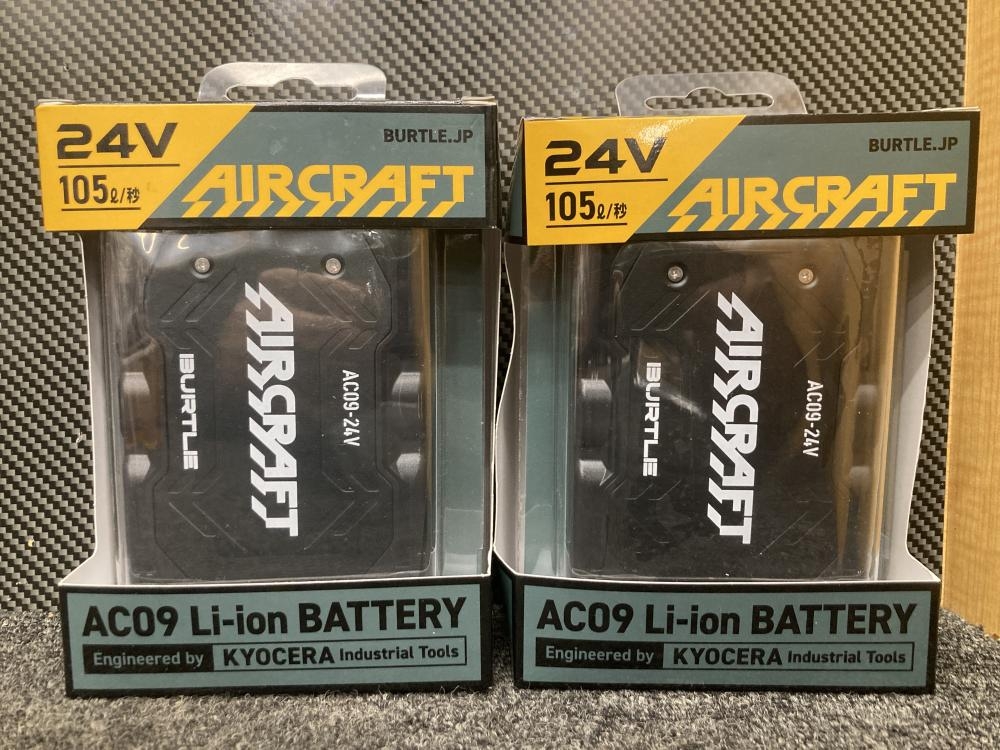 24V
105ℓ/秒
BURTLE.JP
AIRCRAFT
AIRCRAFT
BURTLE
AC09-24V
AC09 Li-ion BATTERY
Engineered by KYOCERA Industrial Tools
24V
105ℓ/秒
BURTLE.JP
AIRCRAFT
AIRCRAFT
BURTLE
AC09-24V
AC09 Li-ion BATTERY
Engineered by KYOCERA Industrial Tools